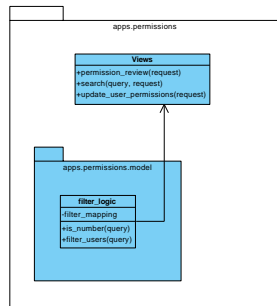 apps.permissions
Views
+permission_review(request)
+search(query, request)
+update_user_permissions(request)
apps.permissions.model
filter_logic
-filter_mapping
+is_number(query)
+filter_users(query)